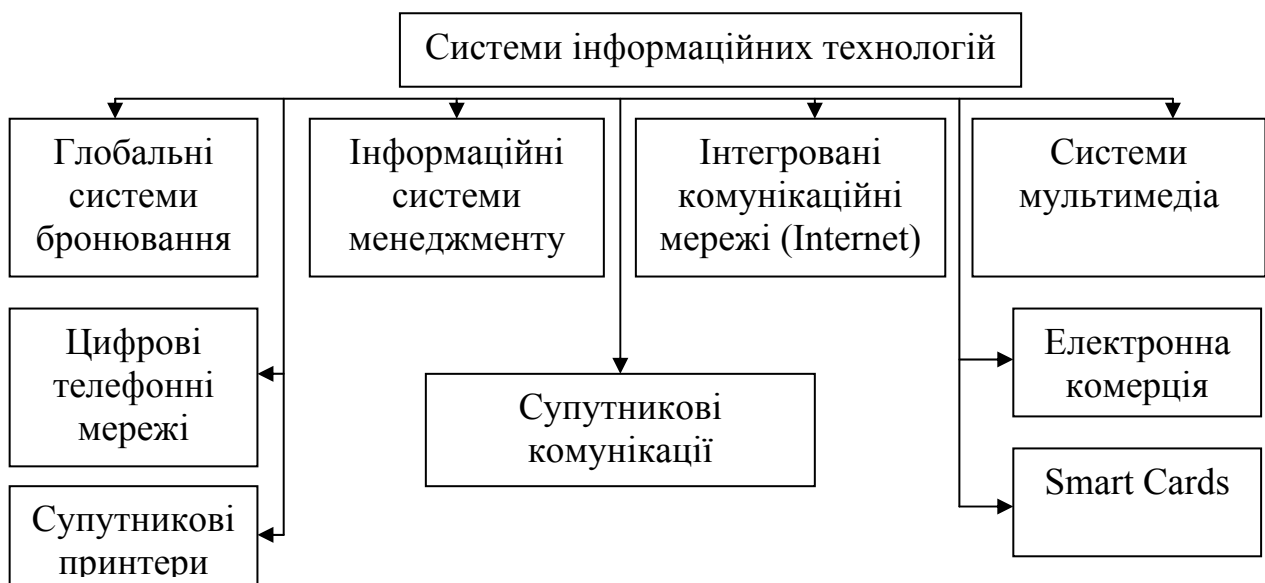 Системи інформаційних технологій
Глобальні
системи
бронювання
Інформаційні
системи
менеджменту
Інтегровані
комунікаційні
мережі (Internet)
Системи
мультимедіа
Цифрові
телефонні
мережі
Супутникові
комунікації
Електронна
комерція
Smart Cards
Супутникові
принтери